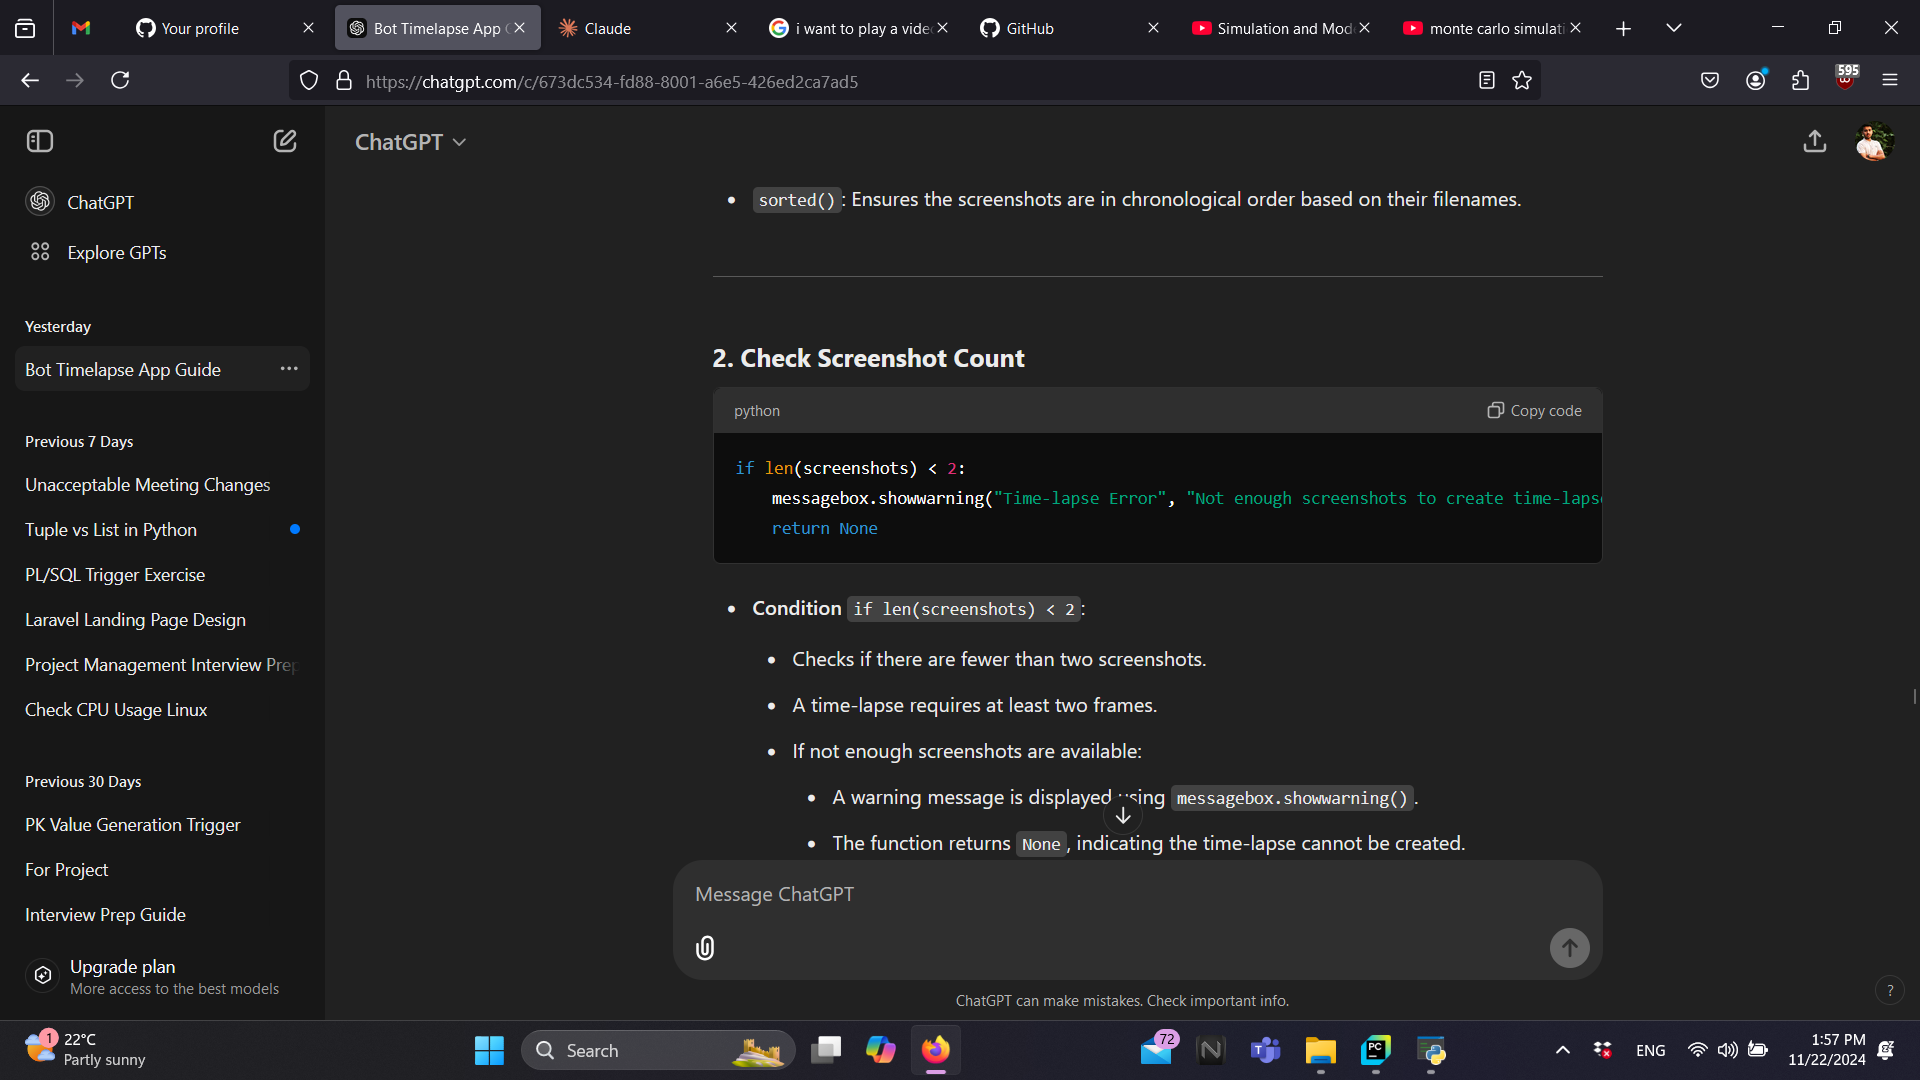 Your profile
Bot Timelapse App
Claude
i want to play a vide
GitHub
Simulation and Mod
monte carlo simulati
https://chatgpt.com/c/673dc534-fd88-8001-a6e5-426ed2ca7ad5
595
ChatGPT
ChatGPT
Explore GPTs
Yesterday
Bot Timelapse App Guide
Previous 7 Days
Unacceptable Meeting Changes
Tuple vs List in Python
PL/SQL Trigger Exercise
Laravel Landing Page Design
Project Management Interview Prep
Check CPU Usage Linux
Previous 30 Days
PK Value Generation Trigger
For Project
Interview Prep Guide
Upgrade plan
More access to the best models
• sorted(): Ensures the screenshots are in chronological order based on their filenames.
2. Check Screenshot Count
python
Copy code
if len(screenshots) < 2:
messagebox.showwarning("Time-lapse Error", "Not enough screenshots to create time-laps
return None
• Condition if len(screenshots) < 2:
• Checks if there are fewer than two screenshots.
• A time-lapse requires at least two frames.
• If not enough screenshots are available:
• A warning message is displayed using messagebox.showwarning().
• The function returns None, indicating the time-lapse cannot be created.
Message ChatGPT
ChatGPT can make mistakes. Check important info.
?
1
22°C
Partly sunny
Search
72
PC
ENG
1:57 PM
11/22/2024